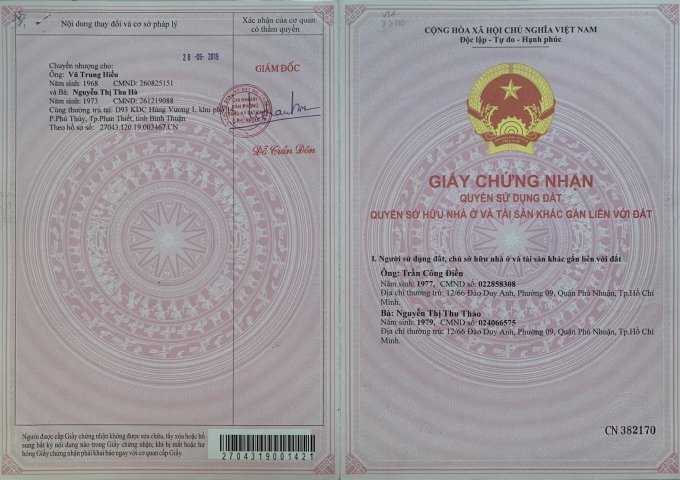 Nội dung thay đổi và cơ sở pháp lý
Xác nhận của cơ quan
có thẩm quyền
28-06-2019
Chuyển nhượng cho:
Ông: Vũ Trung Hiếu
Năm sinh: 1968 CMND: 260825151
và Bà: Nguyễn Thị Thu Hà
Năm sinh: 1973 CMND: 261219088
Cùng thường trú tại: D93 KDC Hùng Vương 1, khu phố
P.Phú Thủy, Tp.Phan Thiết, tỉnh Bình Thuận
Theo hồ sơ số: 27043.120.19.003467.CN
GIÁM ĐỐC
CHI NHÁNH
VĂN PHÒNG
Đỗ Trần Đôn
Người được cấp Giấy chứng nhận không được sửa chữa, tẩy xóa hoặc bổ
sung bất kỳ nội dung nào trong Giấy chứng nhận; khi bị mất hoặc hư
hỏng Giấy chứng nhận phải khai báo ngay với cơ quan cấp Giấy
2704319001421
CỘNG HÒA XÃ HỘI CHỦ NGHĨA VIỆT NAM
Độc lập - Tự do - Hạnh phúc
GIẤY CHỨNG NHẬN
QUYỀN SỬ DỤNG ĐẤT
QUYỀN SỞ HỮU NHÀ Ở VÀ TÀI SẢN KHÁC GẮN LIỀN VỚI ĐẤT
I. Người sử dụng đất, chủ sở hữu nhà ở và tài sản khác gắn liền với đất
Ông: Trần Công Điền
Năm sinh: 1977, CMND số: 022858308
Địa chỉ thường trú: 12/66 Đào Duy Anh, Phường 09, Quận Phú Nhuận, Tp.Hồ Chí
Minh.
Bà: Nguyễn Thị Thu Thảo
Năm sinh: 1979, CMND số: 024066575
Địa chỉ thường trú: 12/66 Đào Duy Anh, Phường 09, Quận Phú Nhuận, Tp.Hồ Chí
Minh.
CN 382170